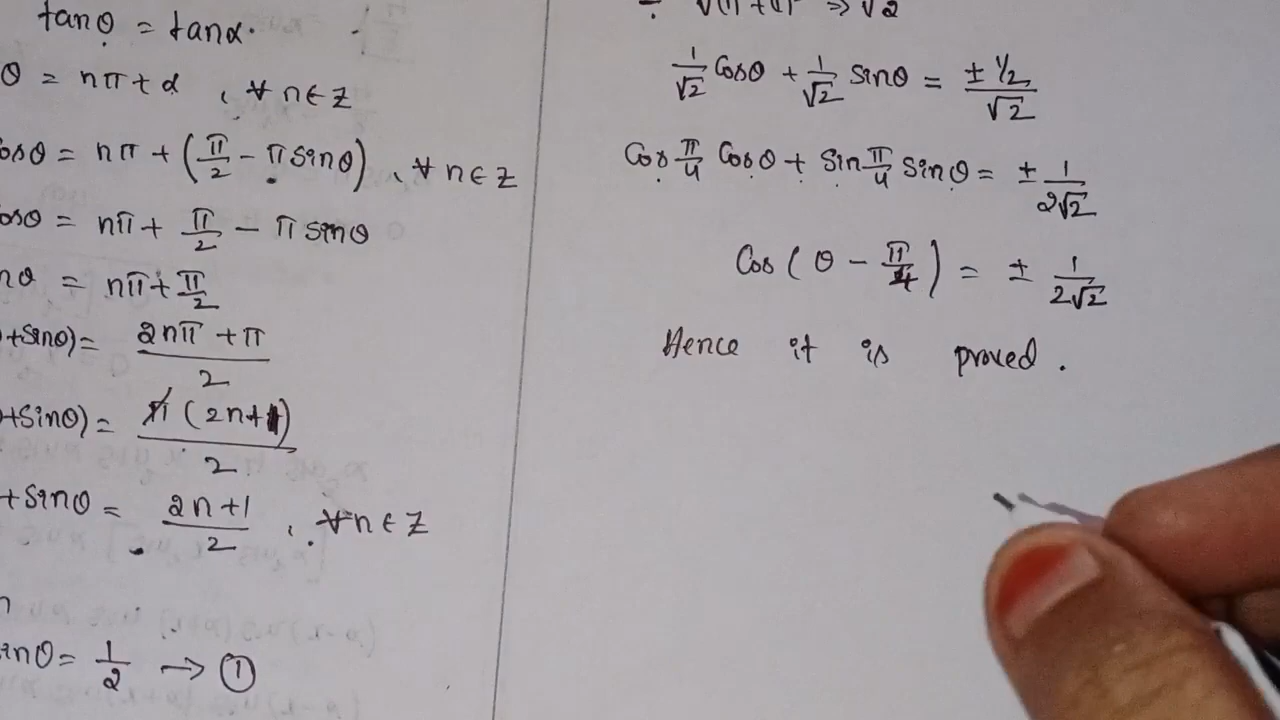 tanθ = tanα.
θ = nπ + α , ∀ n ∈ Z
osθ = nπ + (π/2 - π sinθ) , ∀ n ∈ Z
osθ = nπ + π/2 - π sinθ
nθ = nπ + π/2
+sinθ) = 2nπ + π / 2
+sinθ) = π (2n+1) / 2
+ sinθ = 2n+1 / 2 , ∀ n ∈ Z
inθ = 1/2 → ①
⇒ √2
1/√2 Cosθ + 1/√2 sinθ = ± 1/2 / √2
Cos π/4 Cosθ + Sin π/4 sinθ = ± 1/2√2
Cos (θ - π/4) = ± 1/2√2
Hence it is proved .